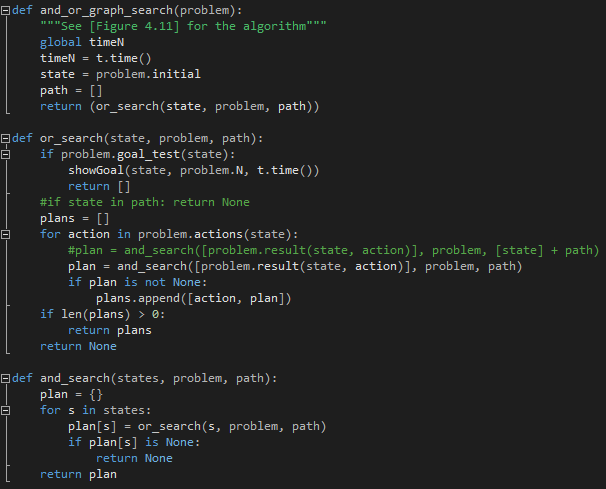 def and_or_graph_search(problem):
    """See [Figure 4.11] for the algorithm"""
    global timeN
    timeN = t.time()
    state = problem.initial
    path = []
    return (or_search(state, problem, path))

def or_search(state, problem, path):
    if problem.goal_test(state):
        showGoal(state, problem.N, t.time())
        return []
    #if state in path: return None
    plans = []
    for action in problem.actions(state):
        #plan = and_search([problem.result(state, action)], problem, [state] + path)
        plan = and_search([problem.result(state, action)], problem, path)
        if plan is not None:
            plans.append([action, plan])
    if len(plans) > 0:
        return plans
    return None

def and_search(states, problem, path):
    plan = {}
    for s in states:
        plan[s] = or_search(s, problem, path)
        if plan[s] is None:
            return None
    return plan